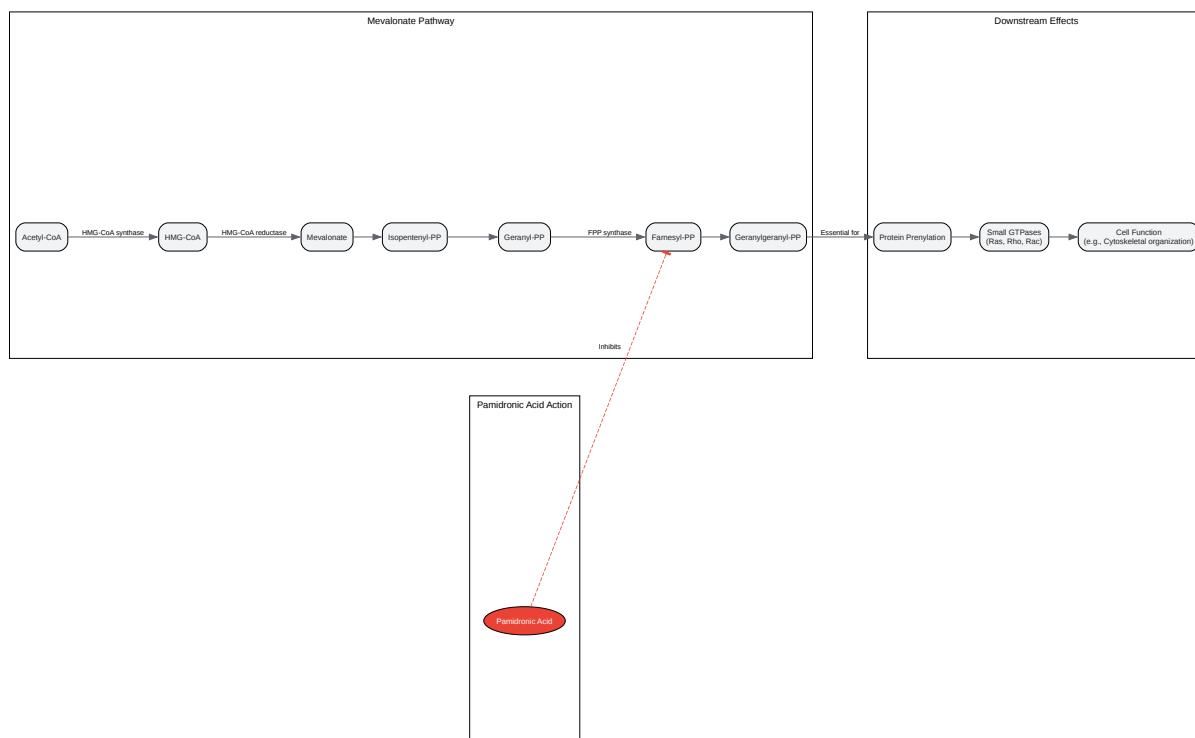 Mevalonate Pathway
Downstream Effects
Acetyl-CoA
HMG-CoA synthase
HMG-CoA
HMG-CoA reductase
Mevalonate
Isopentenyl-PP
Geranyl-PP
FPP synthase
Farnesyl-PP
Geranylgeranyl-PP
Essential for
Protein Prenylation
Small GTPases
(Ras, Rho, Rac)
Cell Function
(e.g., Cytoskeletal organization)
Inhibits
Pamidronic Acid Action
Pamidronic Acid